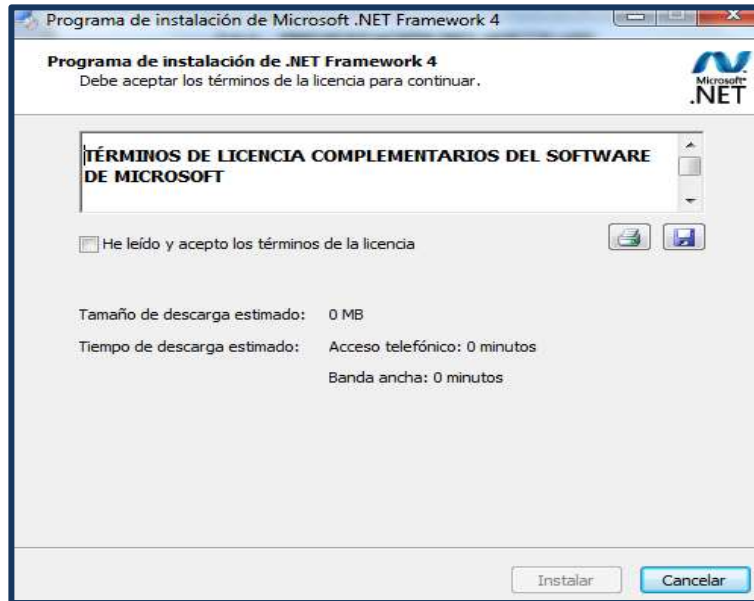 Programa de instalación de Microsoft .NET Framework 4
Programa de instalación de .NET Framework 4
Debe aceptar los términos de la licencia para continuar.
Microsoft®
.NET
TÉRMINOS DE LICENCIA COMPLEMENTARIOS DEL SOFTWARE
DE MICROSOFT
He leído y acepto los términos de la licencia
Tamaño de descarga estimado: 0 MB
Tiempo de descarga estimado: Acceso telefónico: 0 minutos
Banda ancha: 0 minutos
Instalar Cancelar